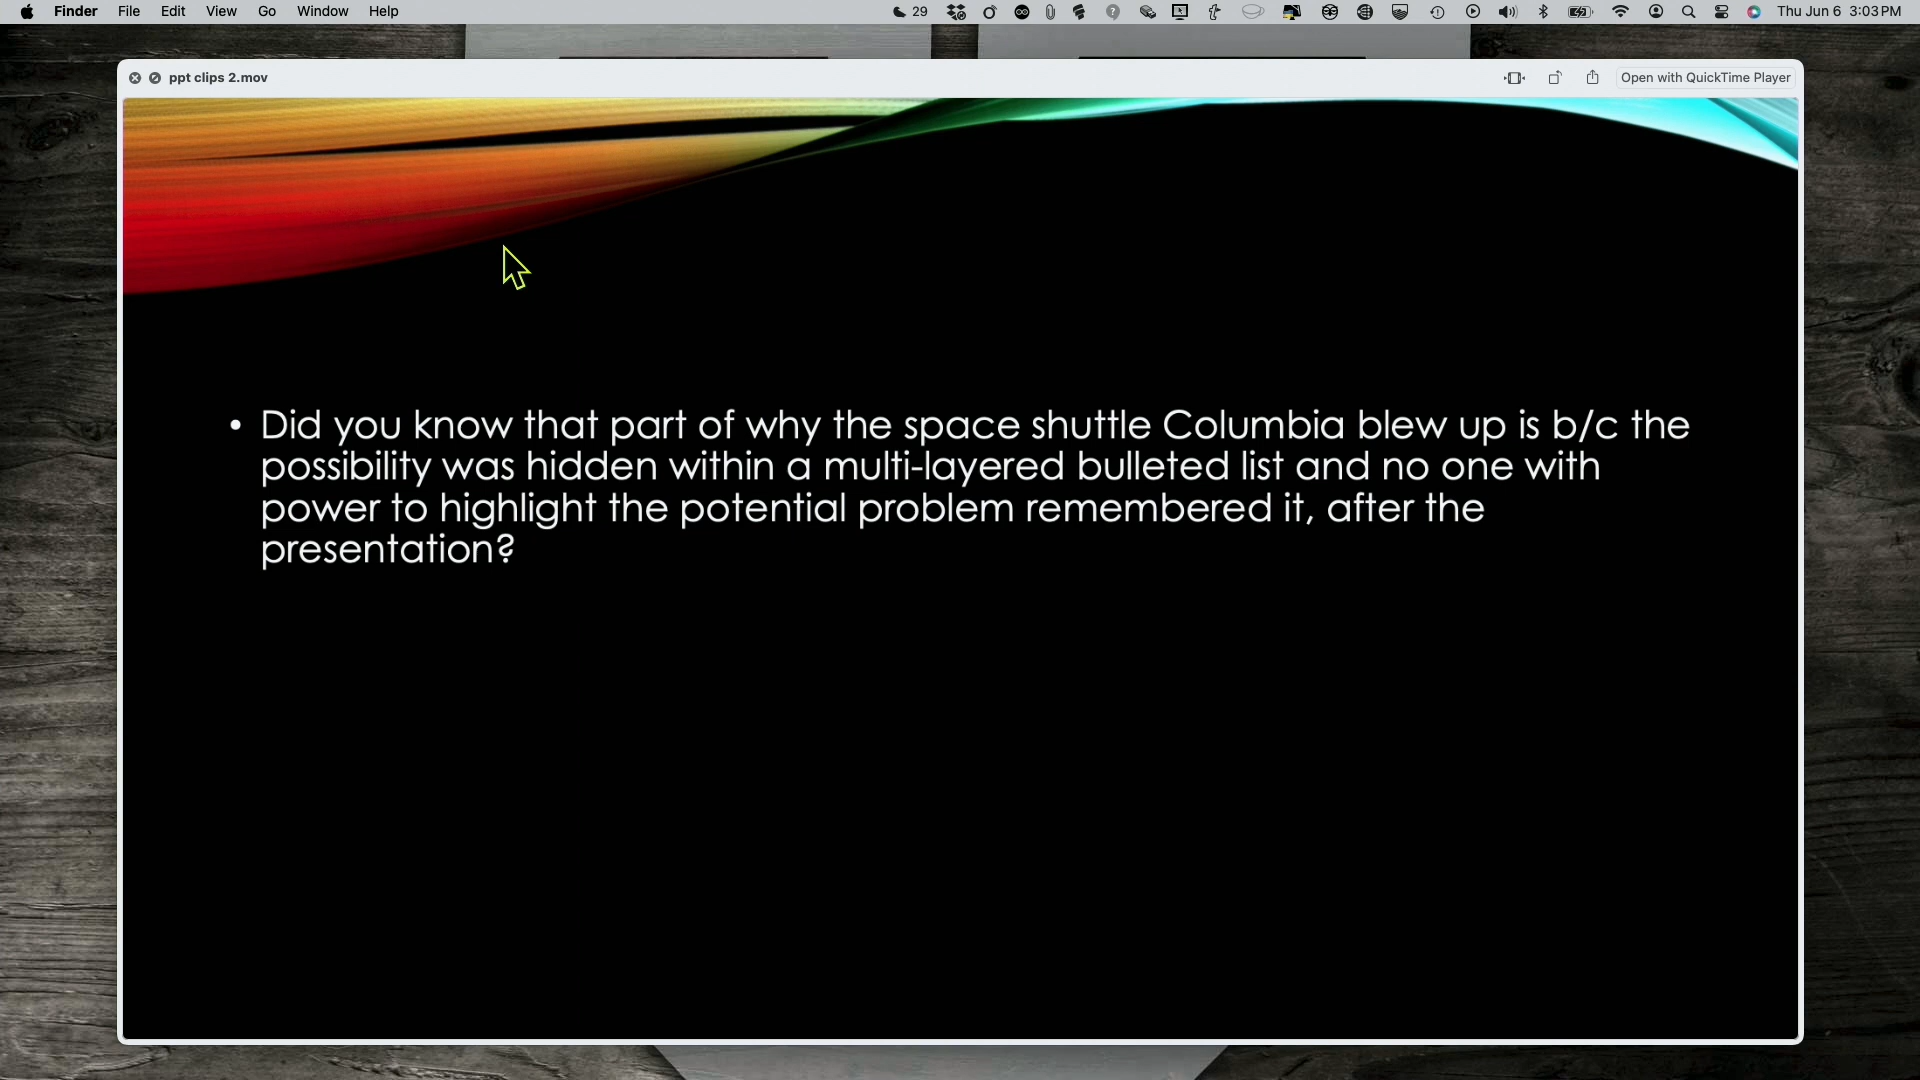 Finder File Edit View Go Window Help 29 Thu Jun 6 3:03 PM
ppt clips 2.mov Open with QuickTime Player
• Did you know that part of why the space shuttle Columbia blew up is b/c the
possibility was hidden within a multi-layered bulleted list and no one with
power to highlight the potential problem remembered it, after the
presentation?